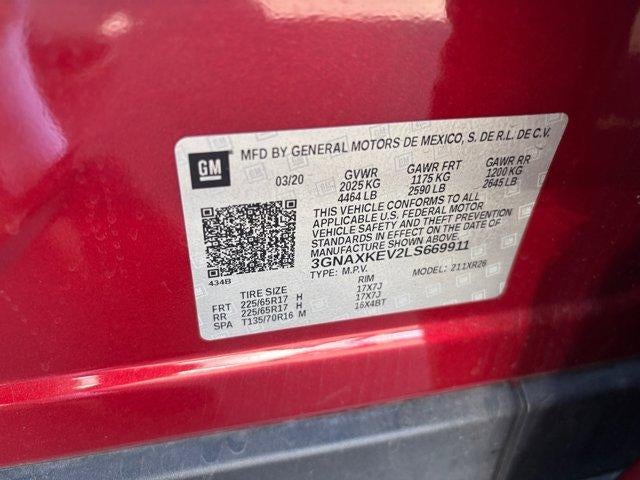 GM
MFD BY GENERAL MOTORS DE MEXICO, S. DE R.L. DE C.V.
03/20 GVWR GAWR FRT GAWR RR
2025 KG 1175 KG 1200 KG
4464 LB 2590 LB 2645 LB
THIS VEHICLE CONFORMS TO ALL
APPLICABLE U.S. FEDERAL MOTOR
VEHICLE SAFETY AND THEFT PREVENTION
STANDARDS IN EFFECT ON THE DATE OF
MANUFACTURE SHOWN ABOVE.
3GNAXKEV2LS669911
434B TYPE: M.P.V. MODEL: 211XR26
TIRE SIZE RIM
FRT 225/65R17 H 17X7J
RR 225/65R17 H 17X7J
SPA T135/70R16 M 16X4BT